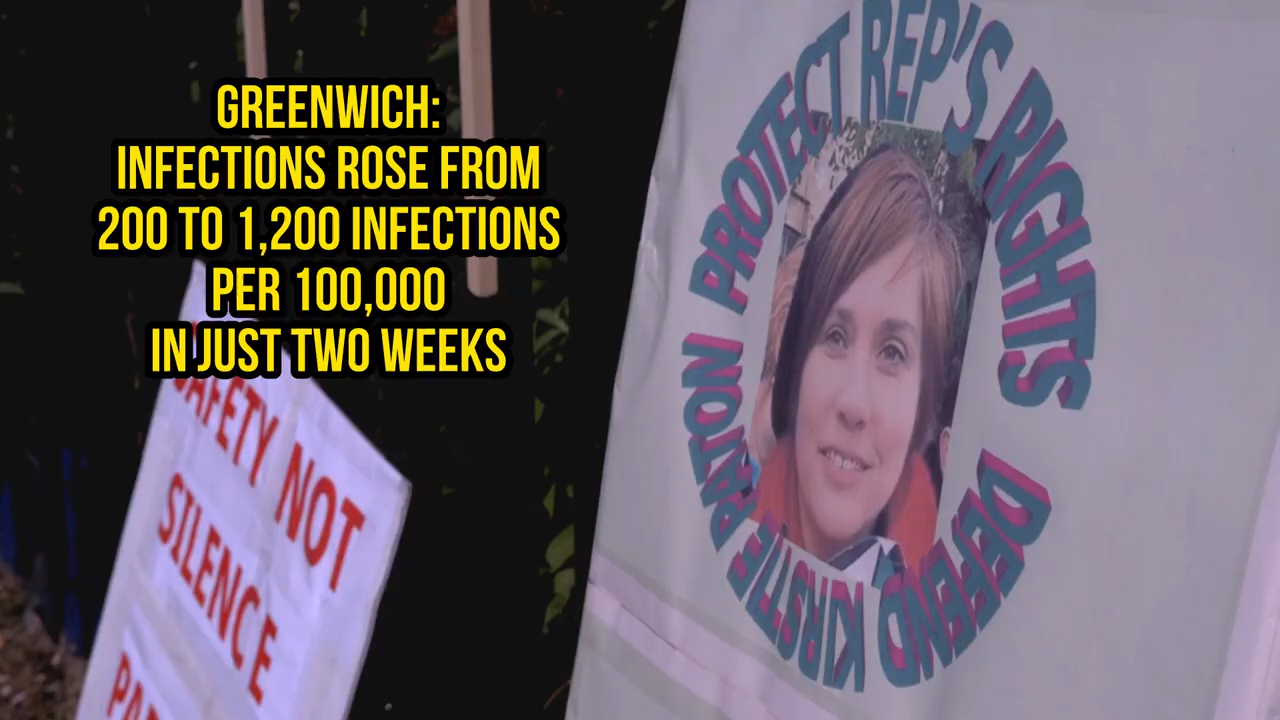 GREENWICH:
INFECTIONS ROSE FROM
200 TO 1,200 INFECTIONS
PER 100,000
IN JUST TWO WEEKS
SAFETY NOT
SILENCE
PROTECT REP'S RIGHTS
DEFEND KIRSTIE PATON